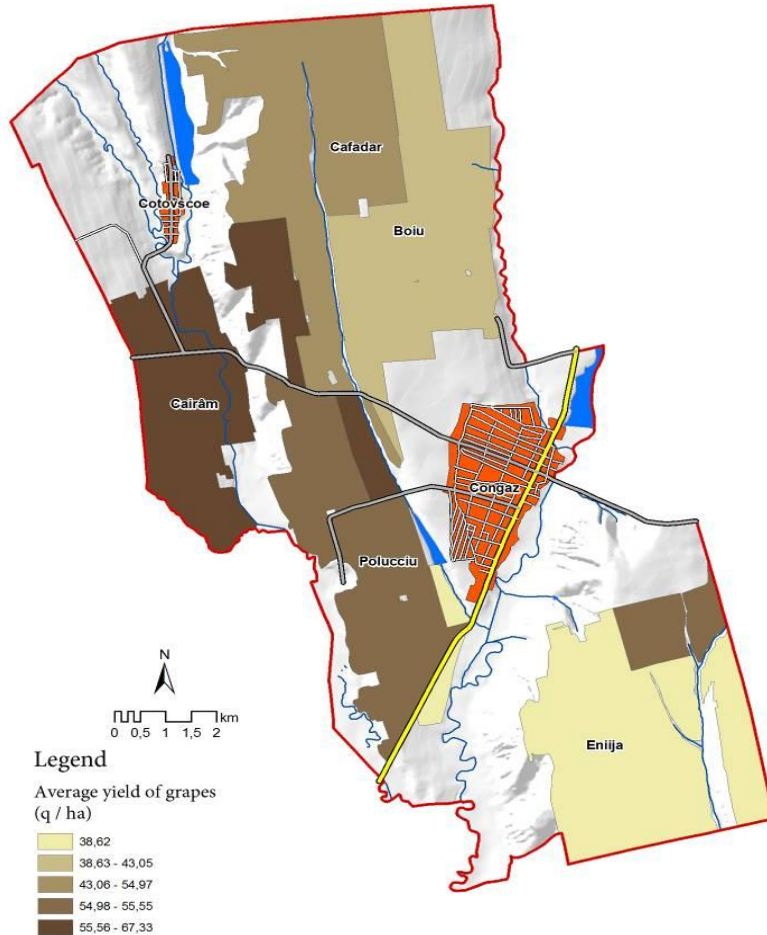 Cafadar
Cotovscoe
Boiu
Cairâm
Congaz
Polucciu
Eniija
N
km
0 0,5 1 1,5 2
Legend
Average yield of grapes
(q / ha)
38,62
38,63 - 43,05
43,06 - 54,97
54,98 - 55,55
55,56 - 67,33